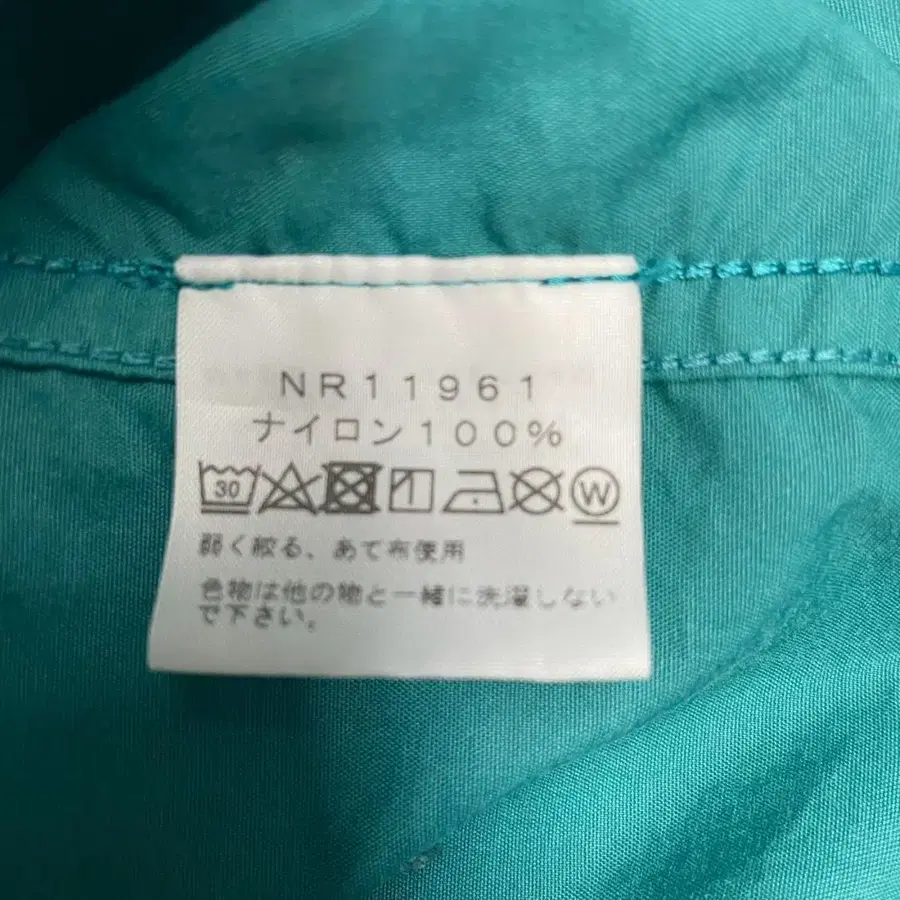 NR11961
ナイロン100%
30 W
弱く絞る、あて布使用
色物は他の物と一緒に洗濯しない
で下さい。